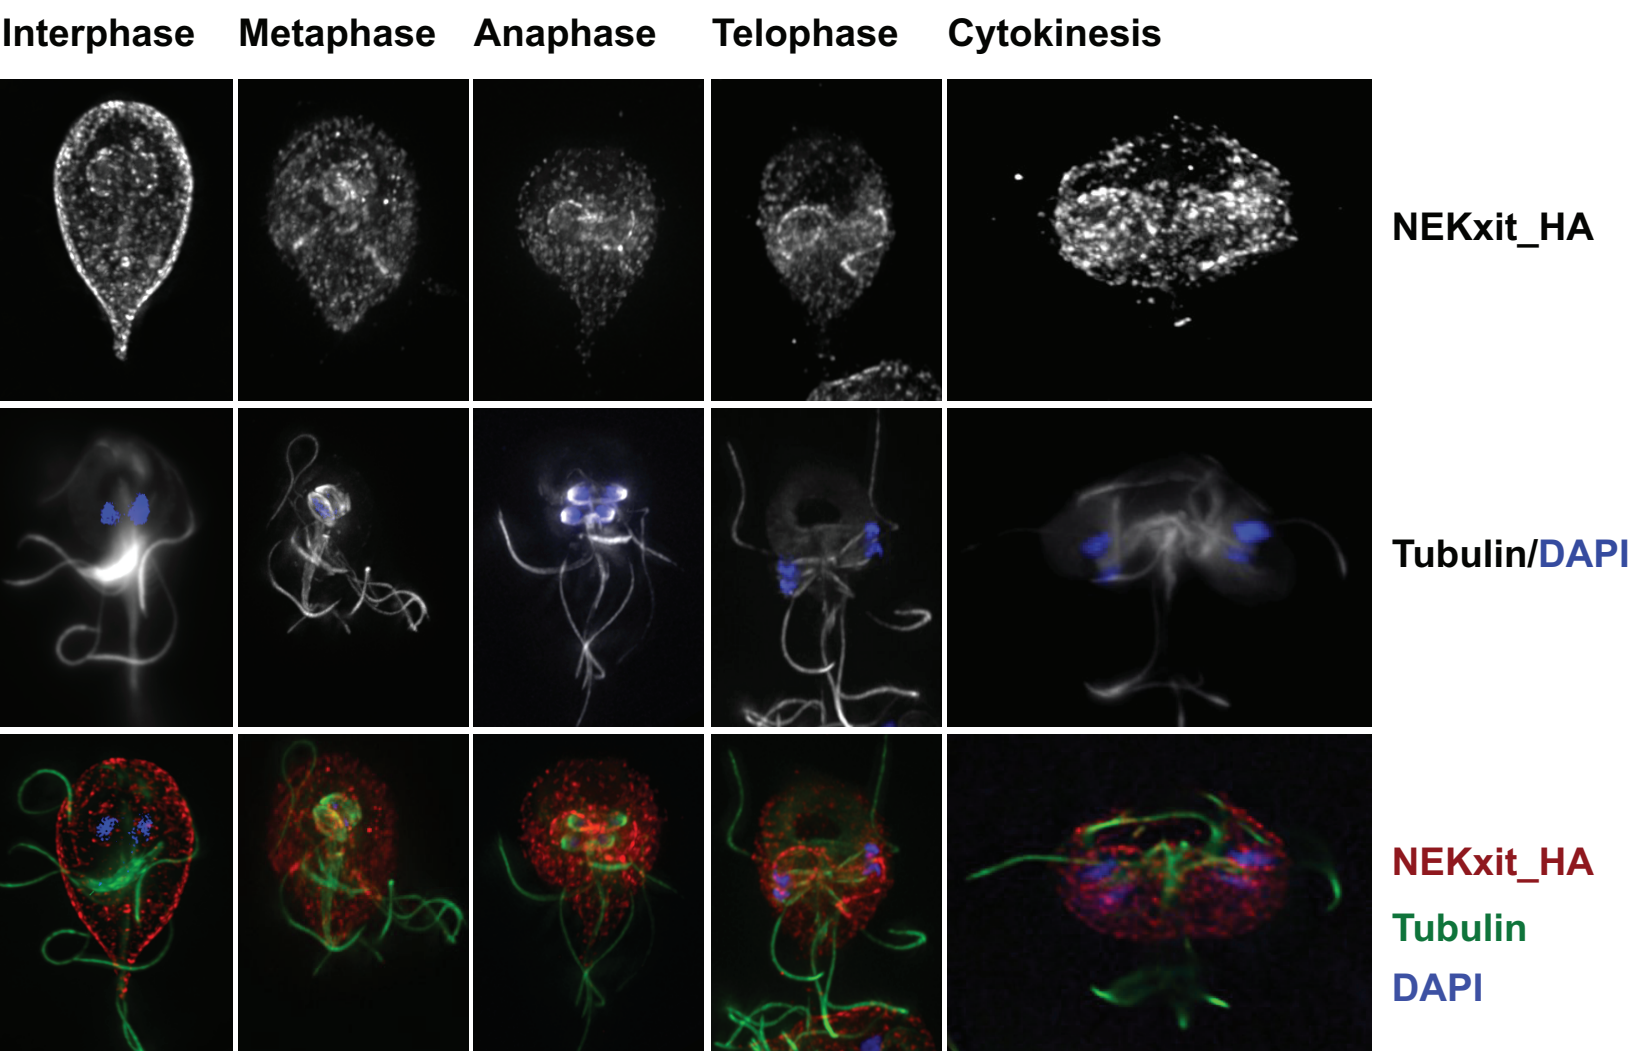 Interphase Metaphase Anaphase Telophase Cytokinesis
NEKxit_HA
Tubulin/DAPI
NEKxit_HA
Tubulin
DAPI